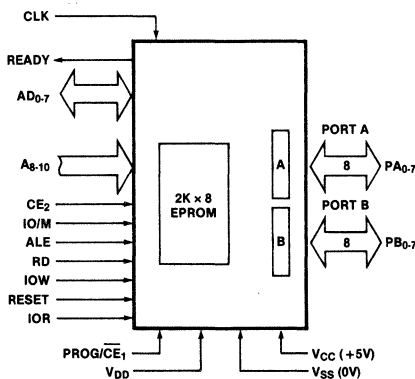 CLK
READY
AD0-7
A8-10
CE2
IO/M
ALE
RD
IOW
RESET
IOR
2K × 8
EPROM
A
B
PORT A
8
PA0-7
PORT B
8
PB0-7
PROG/CE1
VDD
VCC (+5V)
VSS (0V)